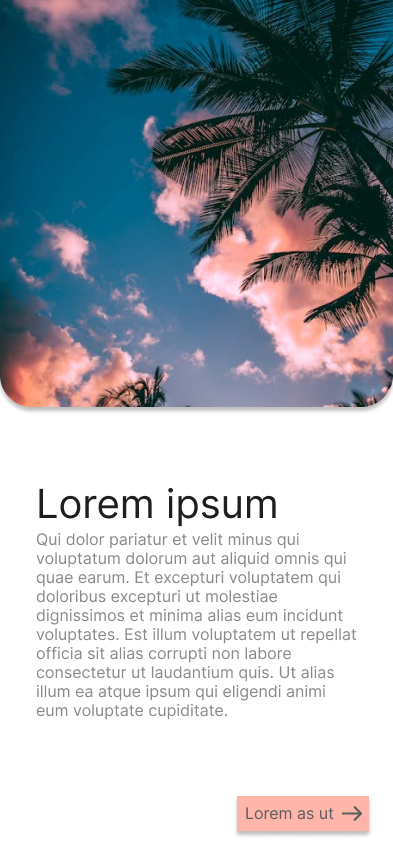 Lorem ipsum
Qui dolor pariatur et velit minus qui
voluptatum dolorum aut aliquid omnis qui
quae earum. Et excepturi voluptatem qui
doloribus excepturi ut molestiae
dignissimos et minima alias eum incidunt
voluptates. Est illum voluptatem ut repellat
officia sit alias corrupti non labore
consectetur ut laudantium quis. Ut alias
illum ea atque ipsum qui eligendi animi
eum voluptate cupiditate.
Lorem as ut